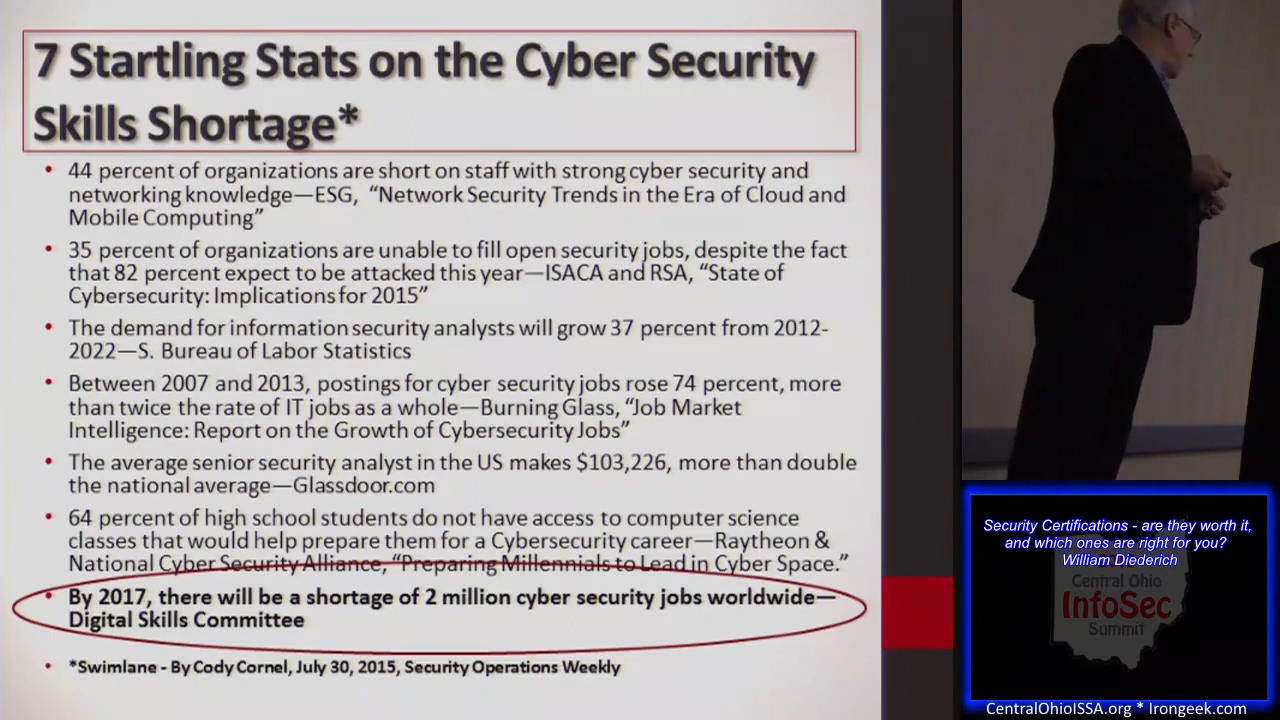 7 Startling Stats on the Cyber Security
Skills Shortage*
• 44 percent of organizations are short on staff with strong cyber security and
networking knowledge—ESG, “Network Security Trends in the Era of Cloud and
Mobile Computing”
• 35 percent of organizations are unable to fill open security jobs, despite the fact
that 82 percent expect to be attacked this year—ISACA and RSA, “State of
Cybersecurity: Implications for 2015”
• The demand for information security analysts will grow 37 percent from 2012-
2022—S. Bureau of Labor Statistics
• Between 2007 and 2013, postings for cyber security jobs rose 74 percent, more
than twice the rate of IT jobs as a whole—Burning Glass, “Job Market
Intelligence: Report on the Growth of Cybersecurity Jobs”
• The average senior security analyst in the US makes $103,226, more than double
the national average—Glassdoor.com
• 64 percent of high school students do not have access to computer science
classes that would help prepare them for a Cybersecurity career—Raytheon &
National Cyber Security Alliance, “Preparing Millennials to Lead in Cyber Space.”
• By 2017, there will be a shortage of 2 million cyber security jobs worldwide—
Digital Skills Committee
• *Swimlane - By Cody Cornel, July 30, 2015, Security Operations Weekly
Security Certifications - are they worth it,
and which ones are right for you?
William Diederich
Central Ohio
InfoSec
Summit
CentralOhioISSA.org * Irongeek.com